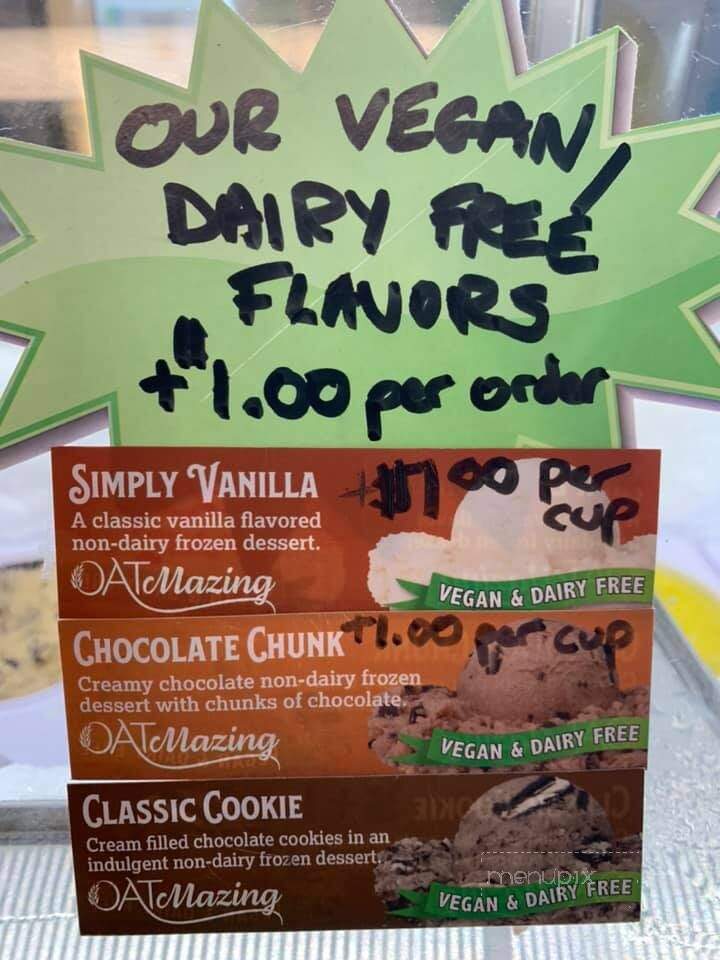 OUR VEGAN/
DAIRY FREE
FLAVORS
+$1.00 per order
SIMPLY VANILLA +$1.00 per cup
A classic vanilla flavored
non-dairy frozen dessert.
OATMazing
VEGAN & DAIRY FREE
CHOCOLATE CHUNK +1.00 per cup
Creamy chocolate non-dairy frozen
dessert with chunks of chocolate.
OATMazing
VEGAN & DAIRY FREE
CLASSIC COOKIE
Cream filled chocolate cookies in an
indulgent non-dairy frozen dessert.
OATMazing
menupix
VEGAN & DAIRY FREE